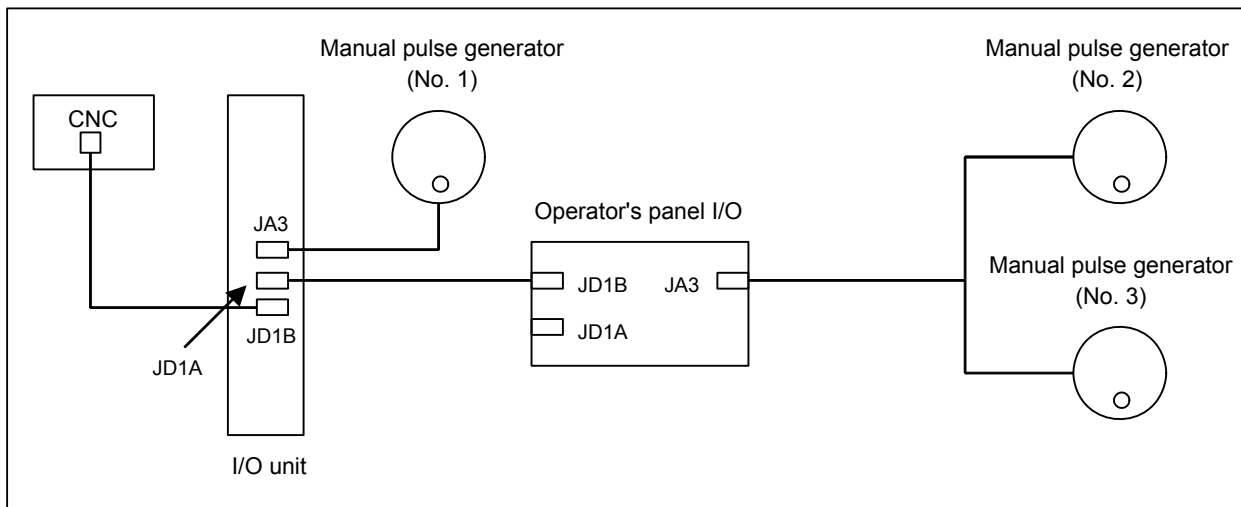 Manual pulse generator
(No. 1)
Manual pulse generator
(No. 2)
CNC
Operator's panel I/O
JA3
JD1B
JA3
JD1A
JD1B
JD1A
Manual pulse generator
(No. 3)
I/O unit